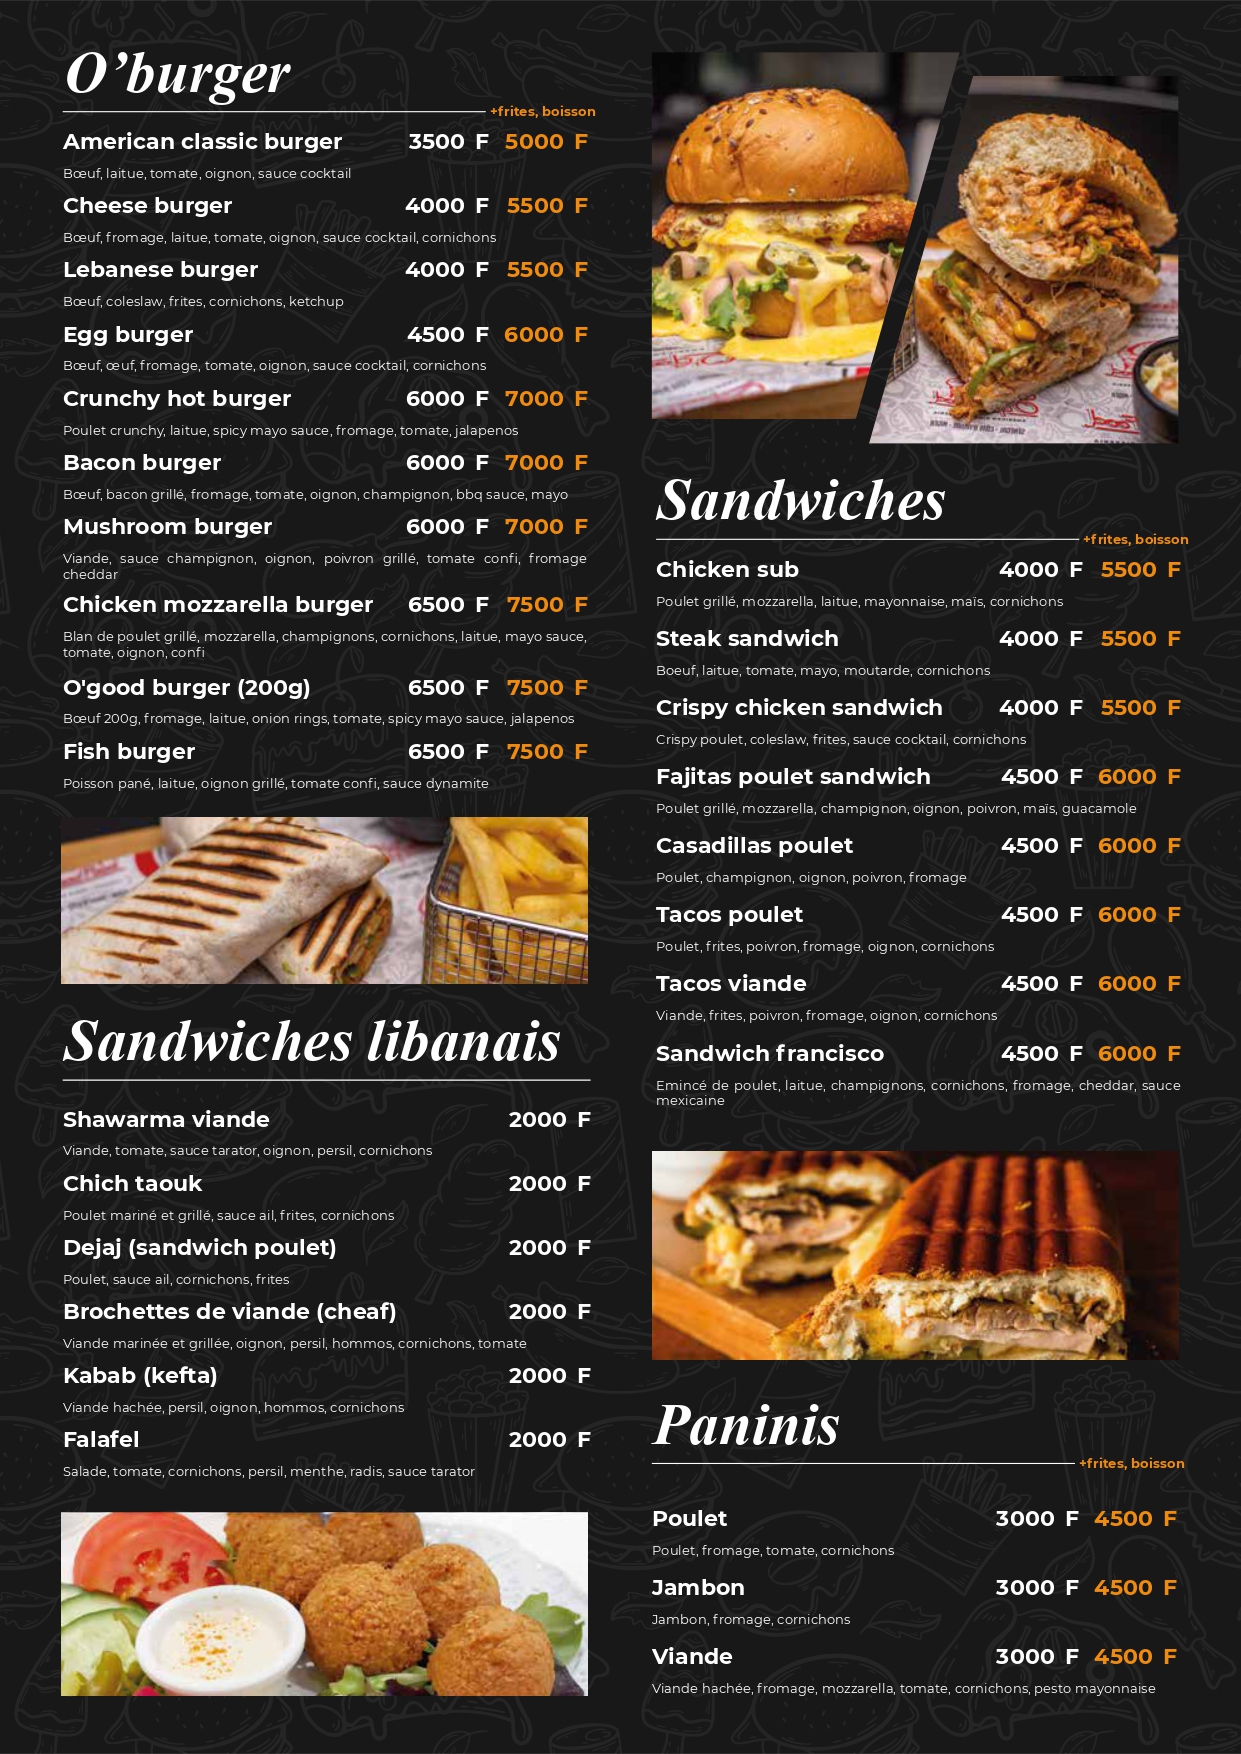 O’burger
+frites, boisson
American classic burger 3500 F 5000 F
Bœuf, laitue, tomate, oignon, sauce cocktail
Cheese burger 4000 F 5500 F
Bœuf, fromage, laitue, tomate, oignon, sauce cocktail, cornichons
Lebanese burger 4000 F 5500 F
Bœuf, coleslaw, frites, cornichons, ketchup
Egg burger 4500 F 6000 F
Bœuf, œuf, fromage, tomate, oignon, sauce cocktail, cornichons
Crunchy hot burger 6000 F 7000 F
Poulet crunchy, laitue, spicy mayo sauce, fromage, tomate, jalapenos
Bacon burger 6000 F 7000 F
Bœuf, bacon grillé, fromage, tomate, oignon, champignon, bbq sauce, mayo
Mushroom burger 6000 F 7000 F
Viande, sauce champignon, oignon, poivron grillé, tomate confi, fromage
cheddar
Chicken mozzarella burger 6500 F 7500 F
Blan de poulet grillé, mozzarella, champignons, cornichons, laitue, mayo sauce,
tomate, oignon, confi
O'good burger (200g) 6500 F 7500 F
Bœuf 200g, fromage, laitue, onion rings, tomate, spicy mayo sauce, jalapenos
Fish burger 6500 F 7500 F
Poisson pané, laitue, oignon grillé, tomate confi, sauce dynamite
Sandwiches libanais
Shawarma viande 2000 F
Viande, tomate, sauce tarator, oignon, persil, cornichons
Chich taouk 2000 F
Poulet mariné et grillé, sauce ail, frites, cornichons
Dejaj (sandwich poulet) 2000 F
Poulet, sauce ail, cornichons, frites
Brochettes de viande (cheaf) 2000 F
Viande marinée et grillée, oignon, persil, hommos, cornichons, tomate
Kabab (kefta) 2000 F
Viande hachée, persil, oignon, hommos, cornichons
Falafel 2000 F
Salade, tomate, cornichons, persil, menthe, radis, sauce tarator
Sandwiches
+frites, boisson
Chicken sub 4000 F 5500 F
Poulet grillé, mozzarella, laitue, mayonnaise, maïs, cornichons
Steak sandwich 4000 F 5500 F
Boeuf, laitue, tomate, mayo, moutarde, cornichons
Crispy chicken sandwich 4000 F 5500 F
Crispy poulet, coleslaw, frites, sauce cocktail, cornichons
Fajitas poulet sandwich 4500 F 6000 F
Poulet grillé, mozzarella, champignon, oignon, poivron, maïs, guacamole
Casadillas poulet 4500 F 6000 F
Poulet, champignon, oignon, poivron, fromage
Tacos poulet 4500 F 6000 F
Poulet, frites, poivron, fromage, oignon, cornichons
Tacos viande 4500 F 6000 F
Viande, frites, poivron, fromage, oignon, cornichons
Sandwich francisco 4500 F 6000 F
Emincé de poulet, laitue, champignons, cornichons, fromage, cheddar, sauce
mexicaine
Paninis
+frites, boisson
Poulet 3000 F 4500 F
Poulet, fromage, tomate, cornichons
Jambon 3000 F 4500 F
Jambon, fromage, cornichons
Viande 3000 F 4500 F
Viande hachée, fromage, mozzarella, tomate, cornichons, pesto mayonnaise